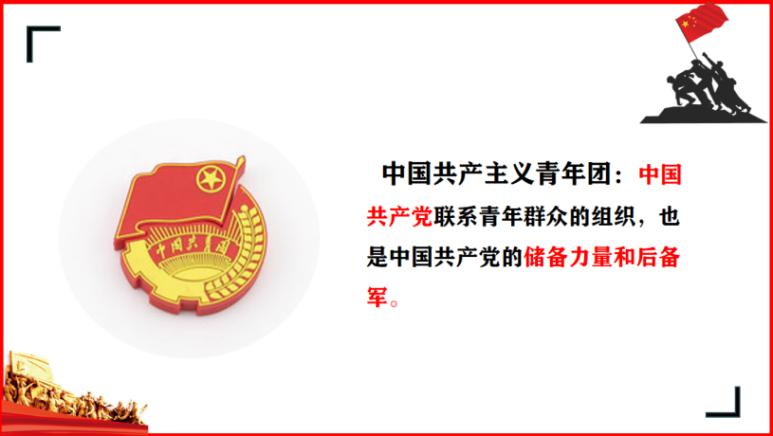 中国共青团
中国共产主义青年团：中国
共产党联系青年群众的组织，也
是中国共产党的储备力量和后备
军。